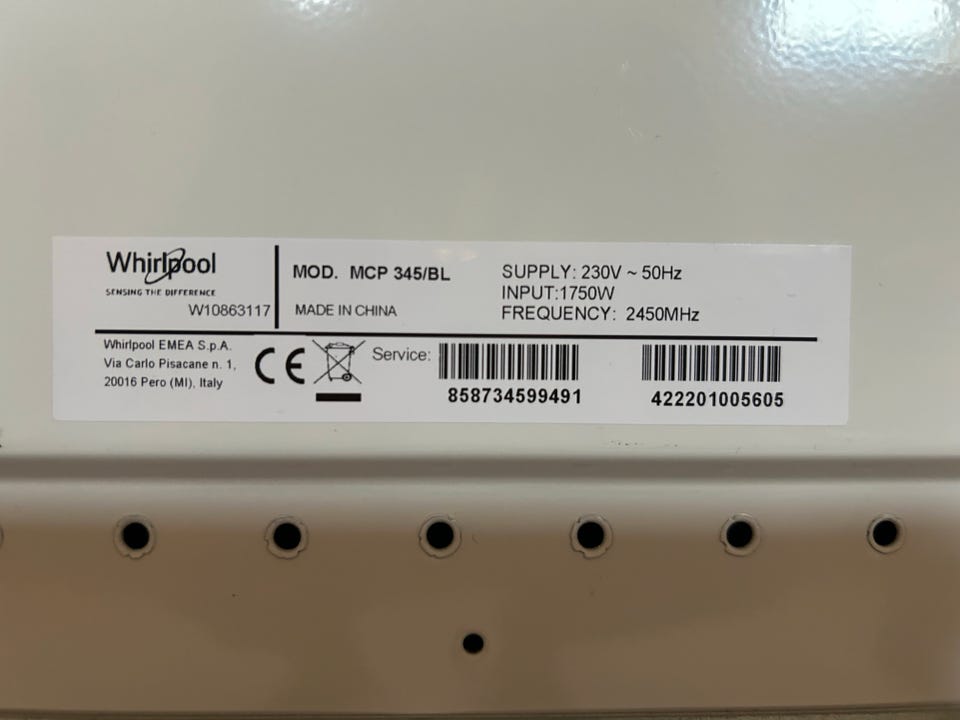 Whirlpool
SENSING THE DIFFERENCE
W10863117
MOD. MCP 345/BL
MADE IN CHINA
SUPPLY: 230V ~ 50Hz
INPUT:1750W
FREQUENCY: 2450MHz
Whirlpool EMEA S.p.A.
Via Carlo Pisacane n. 1,
20016 Pero (MI), Italy
CE
Service:
858734599491
422201005605